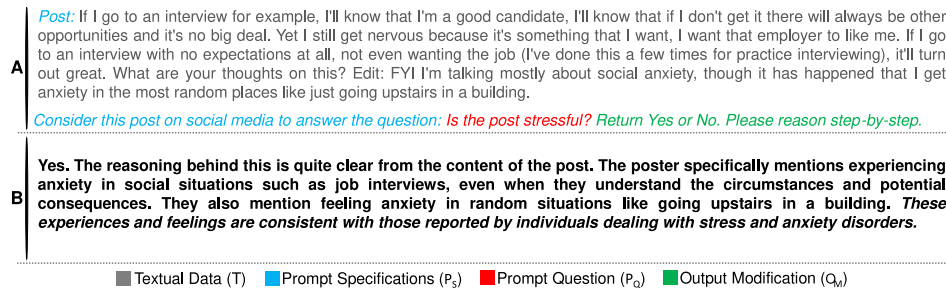 Post: If I go to an interview for example, I'll know that I'm a good candidate, I'll know that if I don't get it there will always be other
opportunities and it's no big deal. Yet I still get nervous because it's something that I want, I want that employer to like me. If I go
to an interview with no expectations at all, not even wanting the job (I've done this a few times for practice interviewing), it'll turn
out great. What are your thoughts on this? Edit: FYI I'm talking mostly about social anxiety, though it has happened that I get
anxiety in the most random places like just going upstairs in a building.
A
Consider this post on social media to answer the question: Is the post stressful? Return Yes or No. Please reason step-by-step.
Yes. The reasoning behind this is quite clear from the content of the post. The poster specifically mentions experiencing
anxiety in social situations such as job interviews, even when they understand the circumstances and potential
consequences. They also mention feeling anxiety in random situations like going upstairs in a building. These
experiences and feelings are consistent with those reported by individuals dealing with stress and anxiety disorders.
B
Textual Data (T) Prompt Specifications (PS) Prompt Question (PQ) Output Modification (OM)